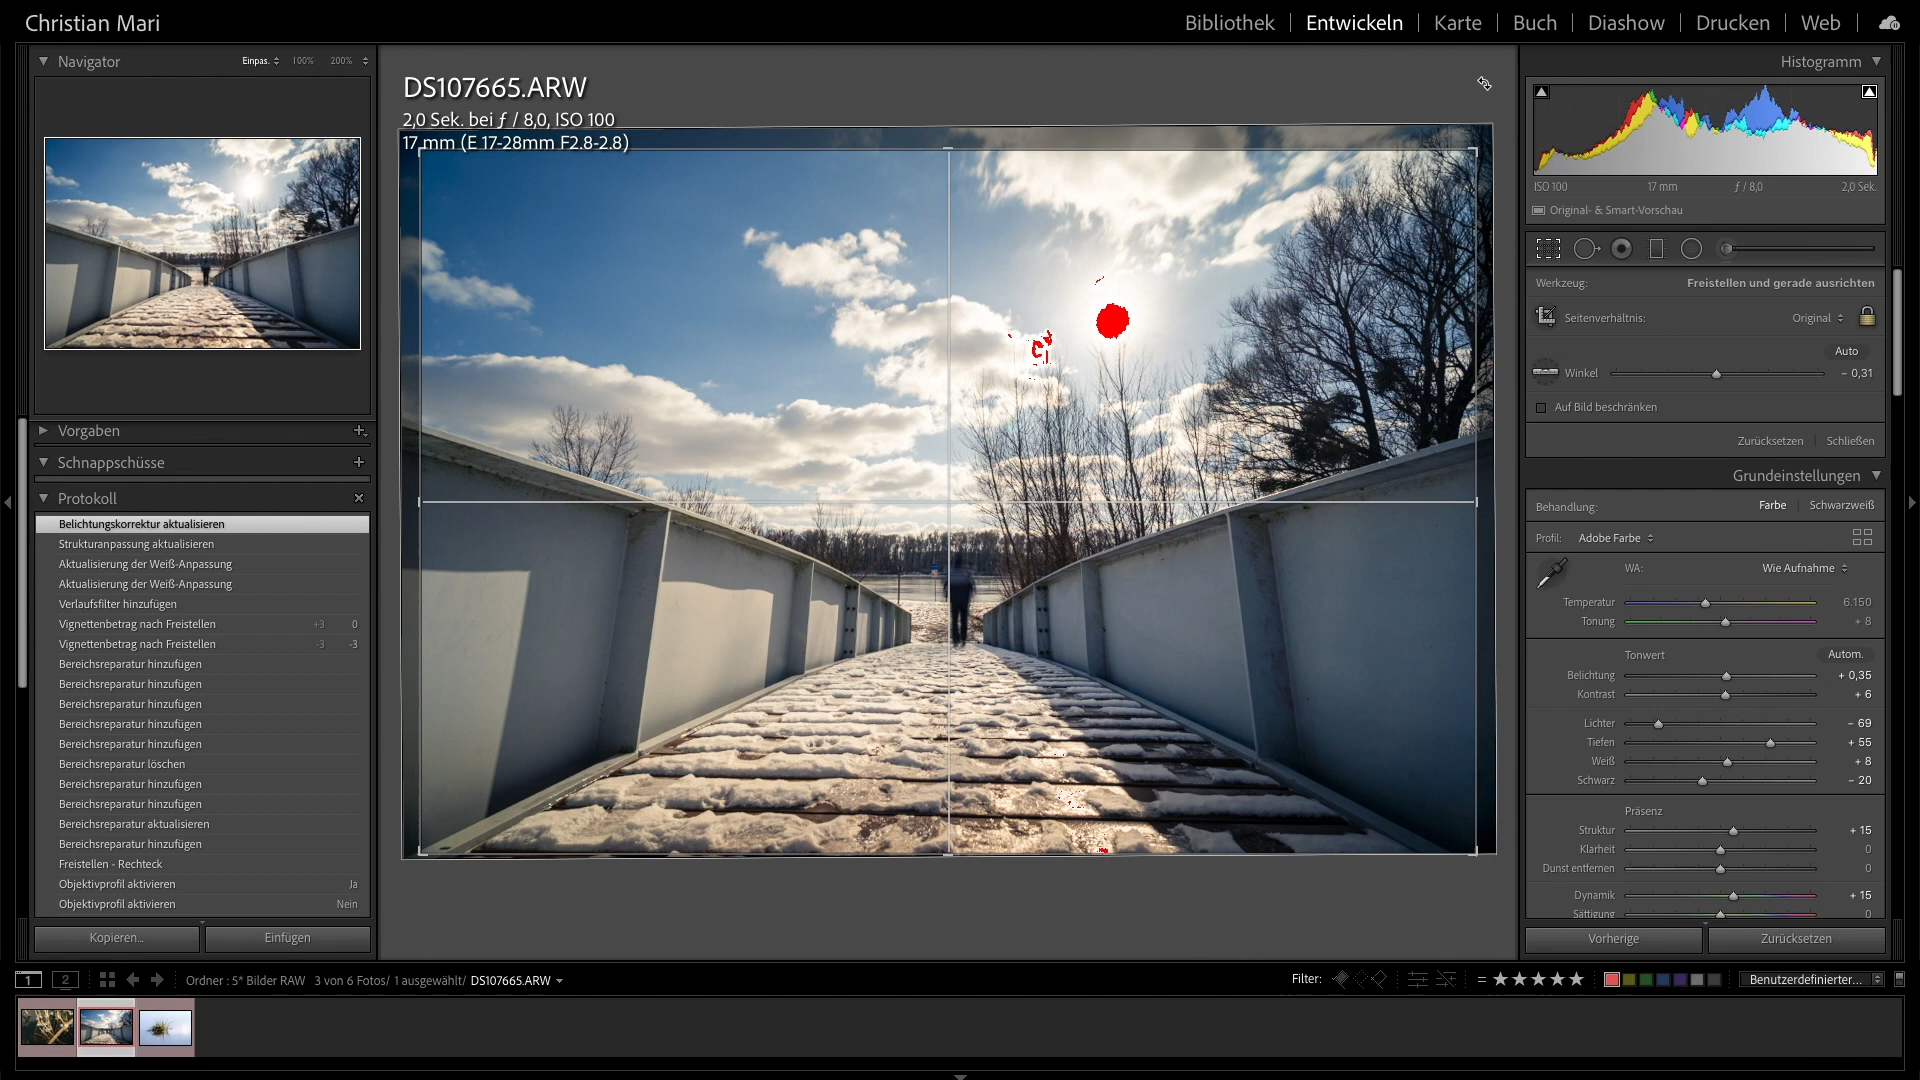 Christian Mari
Bibliothek | Entwickeln | Karte | Buch | Diashow | Drucken | Web
Navigator Einpas. 100% 200%
Vorgaben
Schnappschüsse
Protokoll
Belichtungskorrektur aktualisieren
Strukturanpassung aktualisieren
Aktualisierung der Weiß-Anpassung
Aktualisierung der Weiß-Anpassung
Verlaufsfilter hinzufügen
Vignettenbetrag nach Freistellen +3 0
Vignettenbetrag nach Freistellen -3 -3
Bereichsreparatur hinzufügen
Bereichsreparatur hinzufügen
Bereichsreparatur hinzufügen
Bereichsreparatur hinzufügen
Bereichsreparatur hinzufügen
Bereichsreparatur löschen
Bereichsreparatur hinzufügen
Bereichsreparatur hinzufügen
Bereichsreparatur aktualisieren
Bereichsreparatur hinzufügen
Freistellen - Rechteck
Objektivprofil aktivieren Ja
Objektivprofil aktivieren Nein
Kopieren... Einfügen
DS107665.ARW
2,0 Sek. bei ƒ / 8,0, ISO 100
17 mm (E 17-28mm F2.8-2.8)
Histogramm
ISO 100 17 mm ƒ / 8,0 2,0 Sek.
Original- & Smart-Vorschau
Werkzeug: Freistellen und gerade ausrichten
Seitenverhältnis: Original
Auto
Winkel - 0,31
Auf Bild beschränken
Zurücksetzen | Schließen
Grundeinstellungen
Behandlung: Farbe | Schwarzweiß
Profil: Adobe Farbe
WA: Wie Aufnahme
Temperatur 6.150
Tonung + 8
Tonwert Autom.
Belichtung + 0,35
Kontrast + 6
Lichter - 69
Tiefen + 55
Weiß + 8
Schwarz - 20
Präsenz
Struktur + 15
Klarheit 0
Dunst entfernen 0
Dynamik + 15
Sättigung 0
Vorherige Zurücksetzen
1 2 Ordner : 5* Bilder RAW 3 von 6 Fotos/ 1 ausgewählt/ DS107665.ARW Filter: = ★★★★★ Benutzerdefinierter...